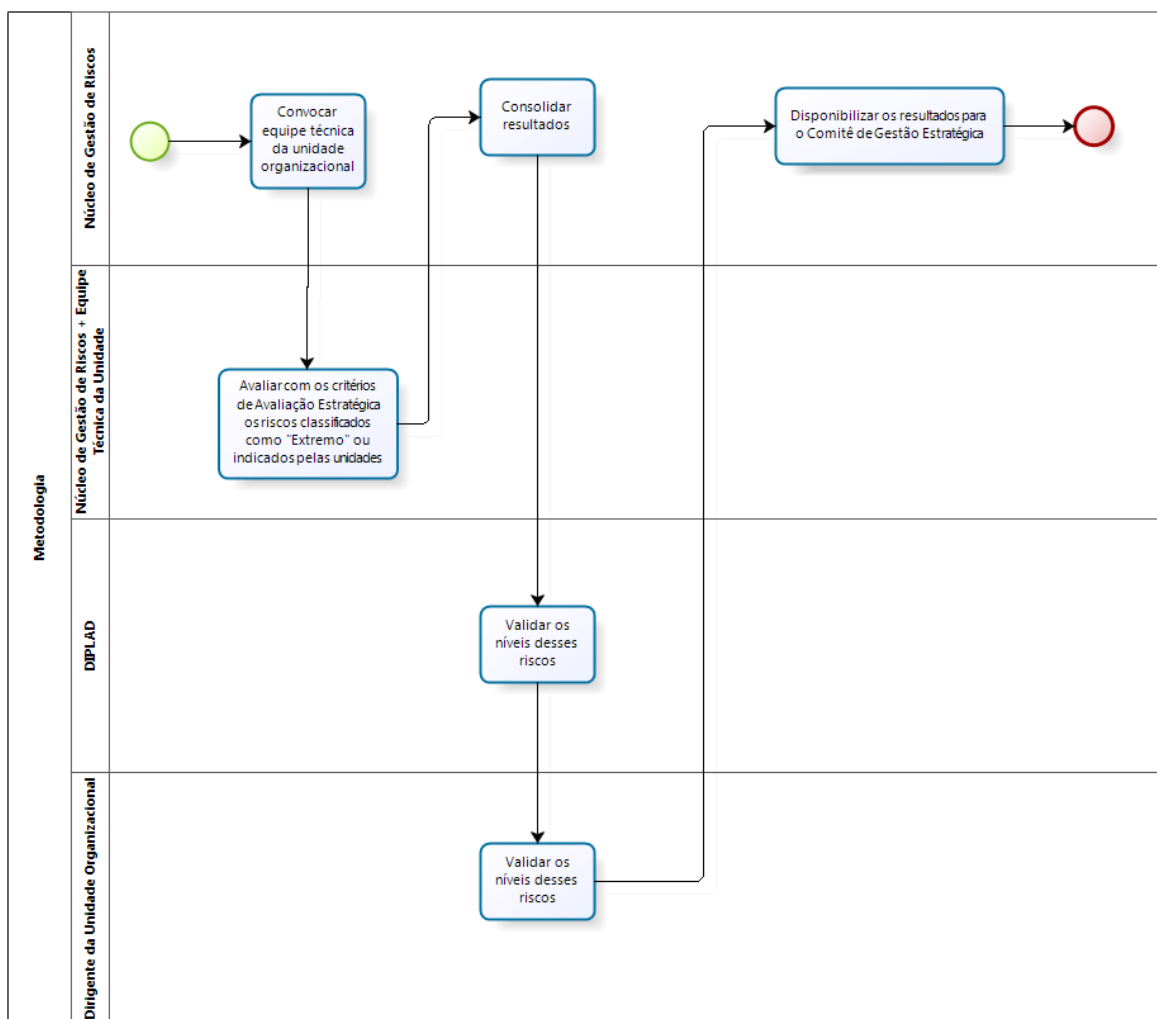 Metodologia
Núcleo de Gestão de Riscos
Convocar
equipe técnica
da unidade
organizacional
Consolidar
resultados
Disponibilizar os resultados para
o Comitê de Gestão Estratégica
Núcleo de Gestão de Riscos + Equipe
Técnica da Unidade
Avaliar com os critérios
de Avaliação Estratégica
os riscos classificados
como "Extremo" ou
indicados pelas unidades
DIPLAD
Validar os
níveis desses
riscos
Dirigente da Unidade Organizacional
Validar os
níveis desses
riscos